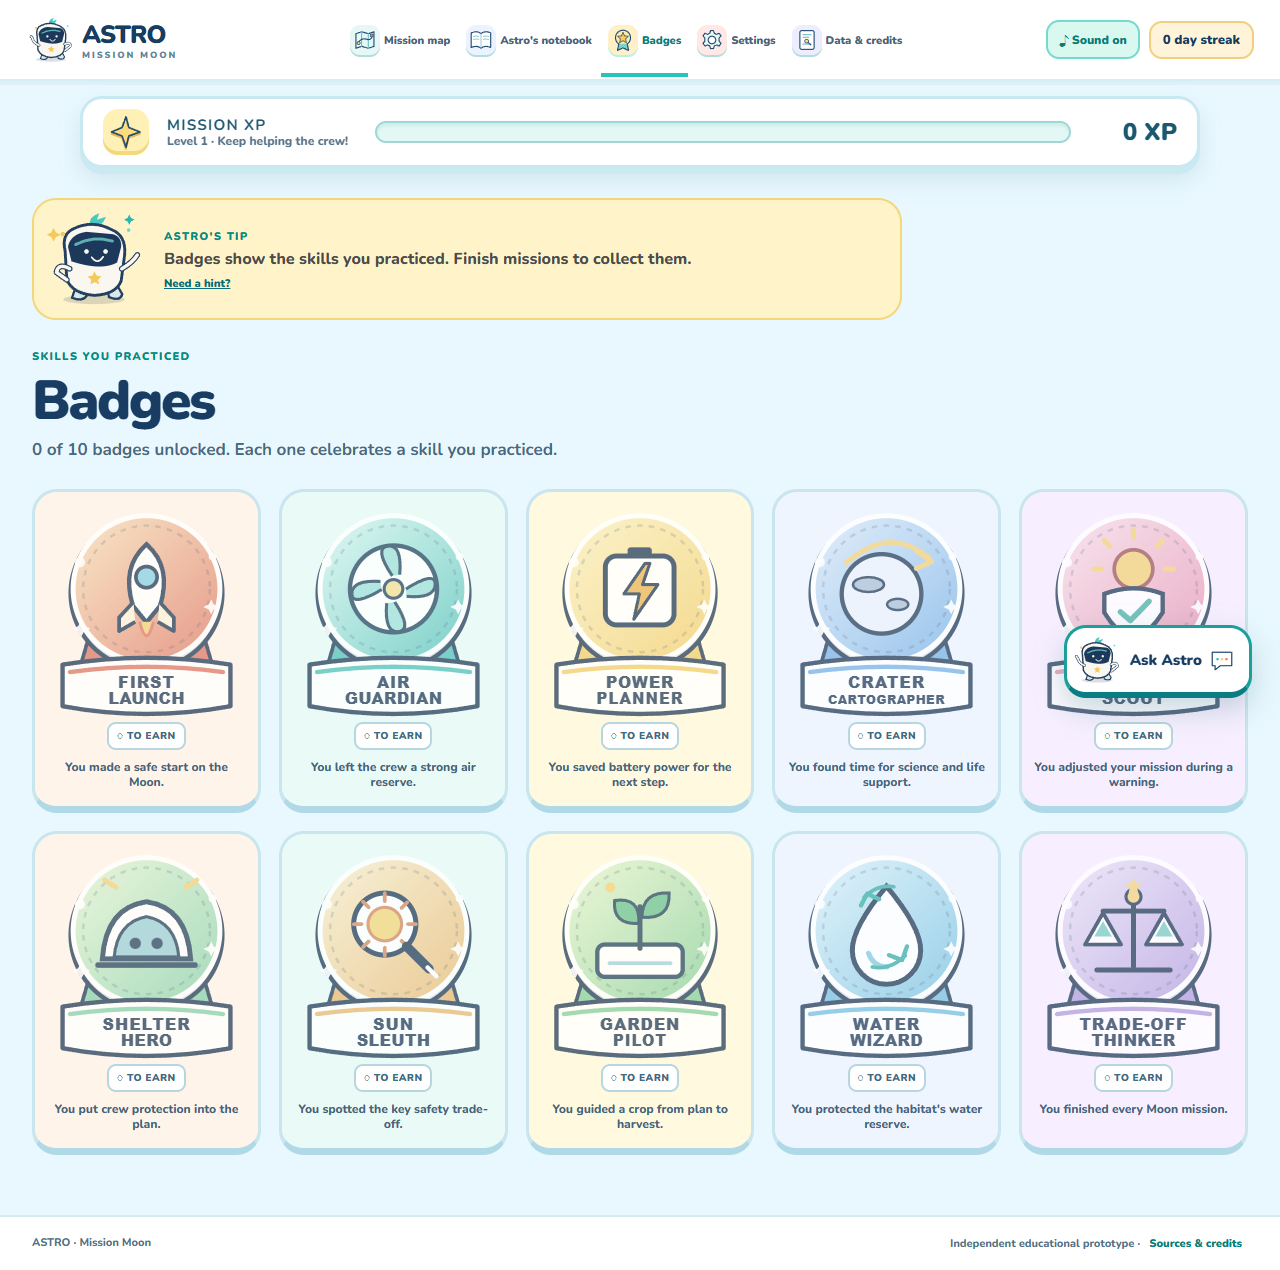 ASTRO
MISSION MOON
Mission map
Astro's notebook
Badges
Settings
Data & credits
Sound on
0 day streak
MISSION XP
Level 1 · Keep helping the crew!
0 XP
ASTRO'S TIP
Badges show the skills you practiced. Finish missions to collect them.
Need a hint?
SKILLS YOU PRACTICED
Badges
0 of 10 badges unlocked. Each one celebrates a skill you practiced.
FIRST
LAUNCH
TO EARN
You made a safe start on the
Moon.
AIR
GUARDIAN
TO EARN
You left the crew a strong air
reserve.
POWER
PLANNER
TO EARN
You saved battery power for the
next step.
CRATER
CARTOGRAPHER
TO EARN
You found time for science and life
support.
Ask Astro
SCOUT
TO EARN
You adjusted your mission during a
warning.
SHELTER
HERO
TO EARN
You put crew protection into the
plan.
SUN
SLEUTH
TO EARN
You spotted the key safety trade-
off.
GARDEN
PILOT
TO EARN
You guided a crop from plan to
harvest.
WATER
WIZARD
TO EARN
You protected the habitat's water
reserve.
TRADE-OFF
THINKER
TO EARN
You finished every Moon mission.
ASTRO · Mission Moon
Independent educational prototype · Sources & credits